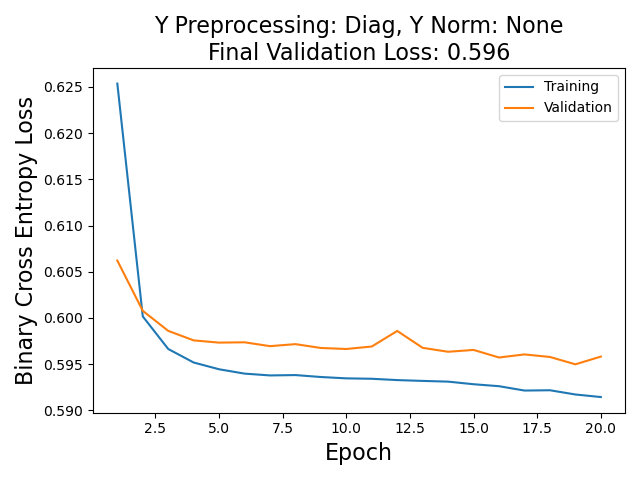 Y Preprocessing: Diag, Y Norm: None
Final Validation Loss: 0.596
Training
Validation
Binary Cross Entropy Loss
0.625
0.620
0.615
0.610
0.605
0.600
0.595
0.590
2.5 5.0 7.5 10.0 12.5 15.0 17.5 20.0
Epoch